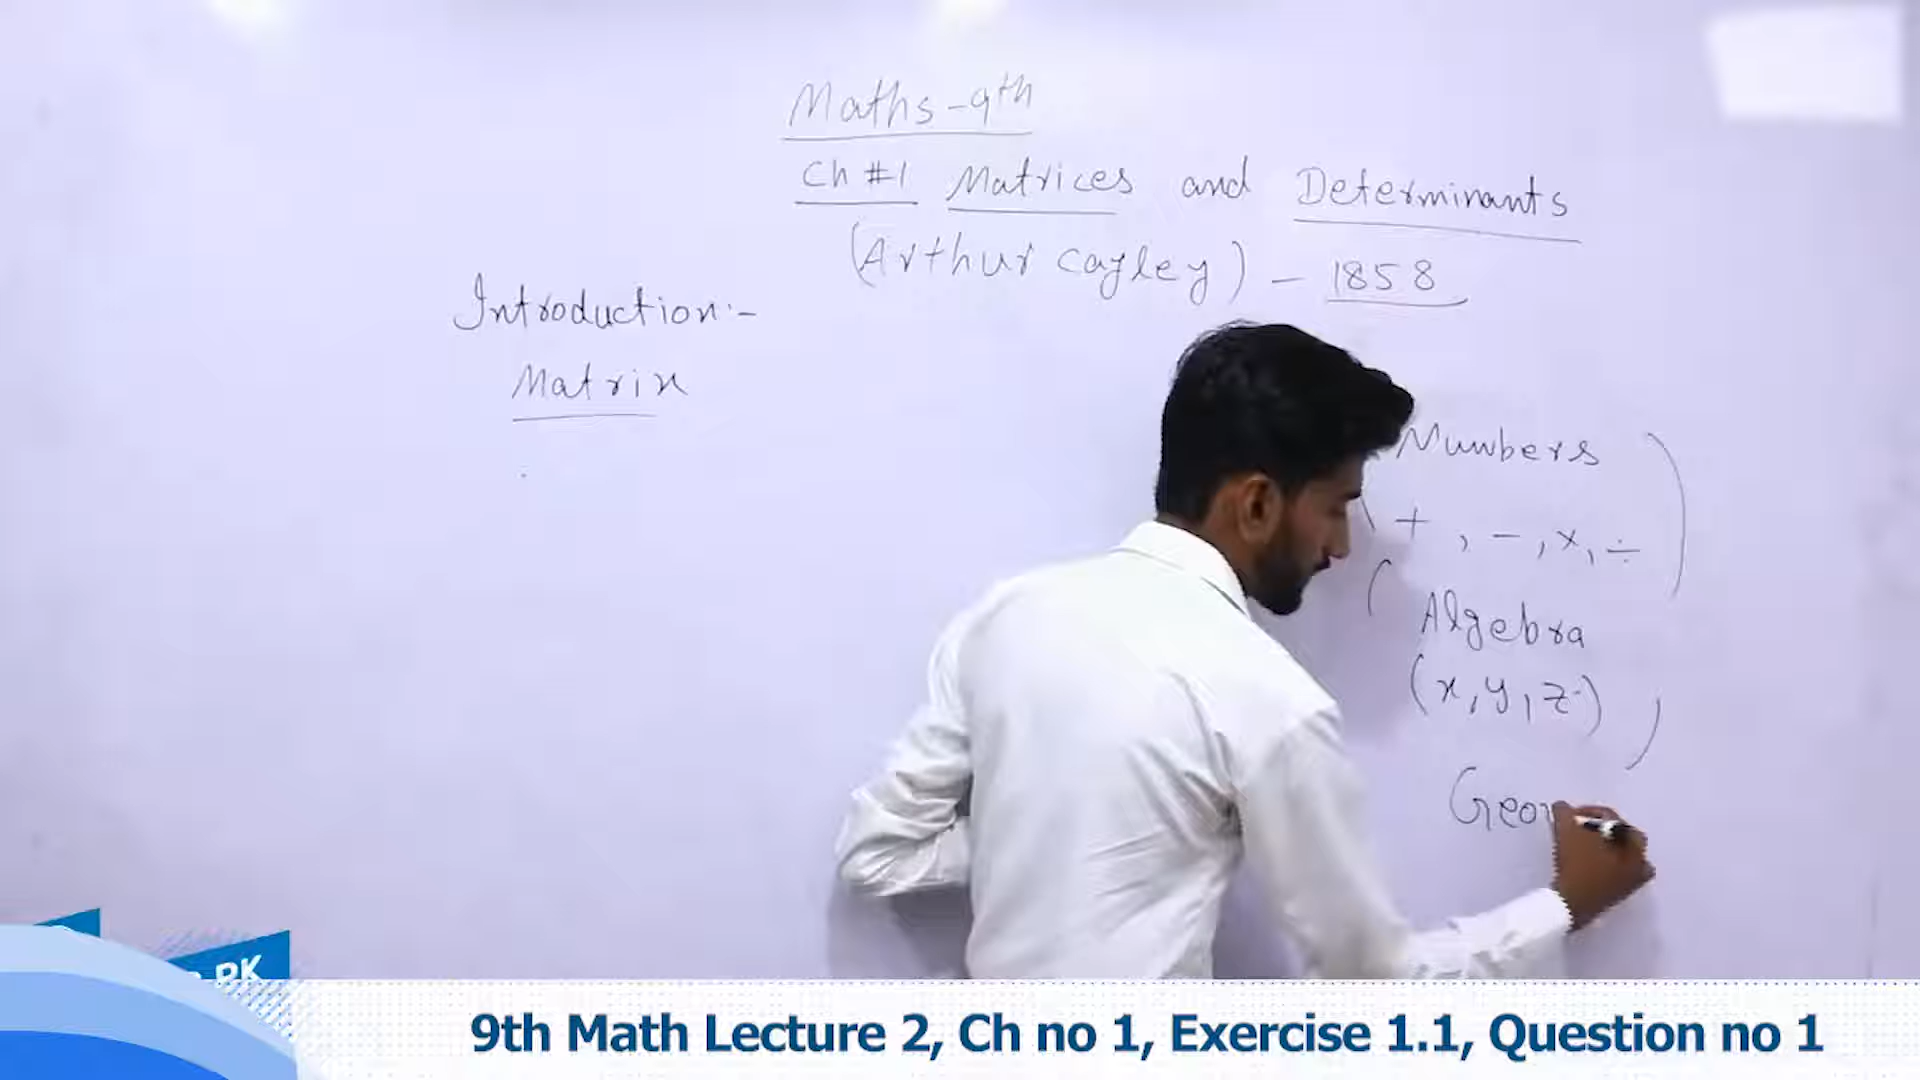 Maths-9th
Ch #1 Matrices and Determinants
(Arthur Cayley) - 1858
Introduction:-
Matrix
Numbers
+, -, x, ÷
Algebra
(x, y, z)
Geo
PK
9th Math Lecture 2, Ch no 1, Exercise 1.1, Question no 1